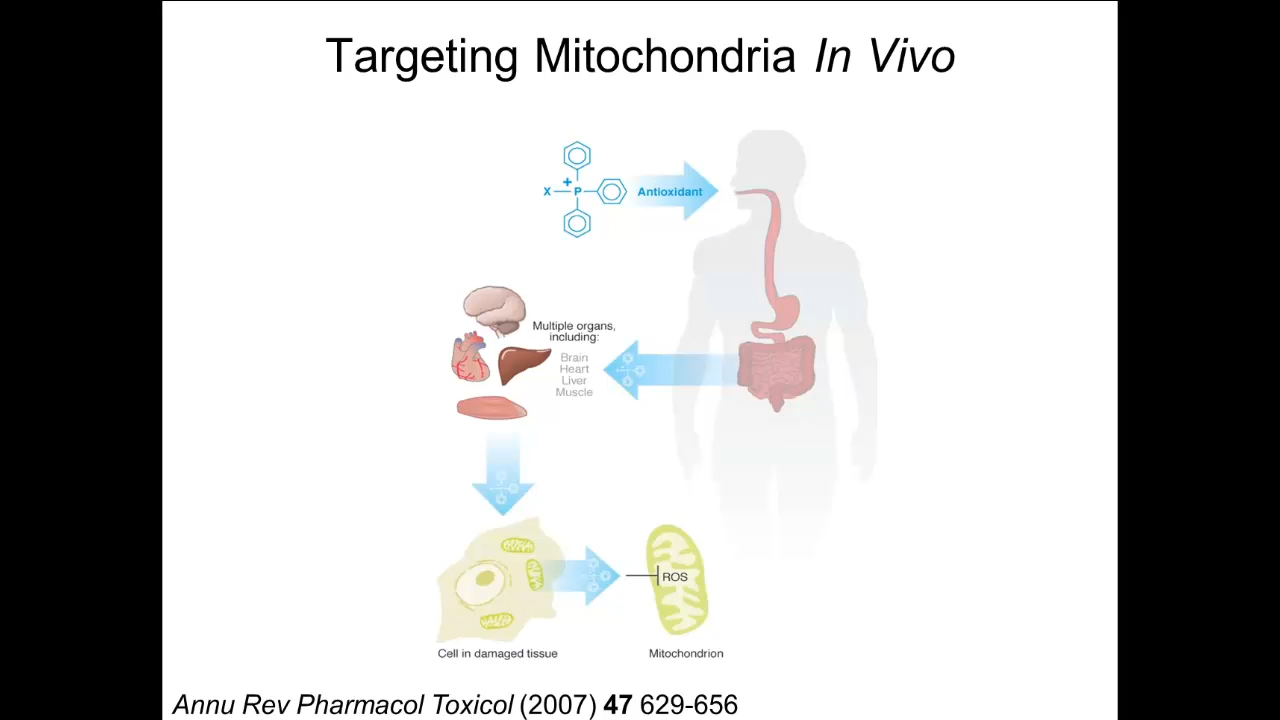 Targeting Mitochondria In Vivo
X
+
P
Antioxidant
Multiple organs,
including:
Brain
Heart
Liver
Muscle
ROS
Cell in damaged tissue
Mitochondrion
Annu Rev Pharmacol Toxicol (2007) 47 629-656